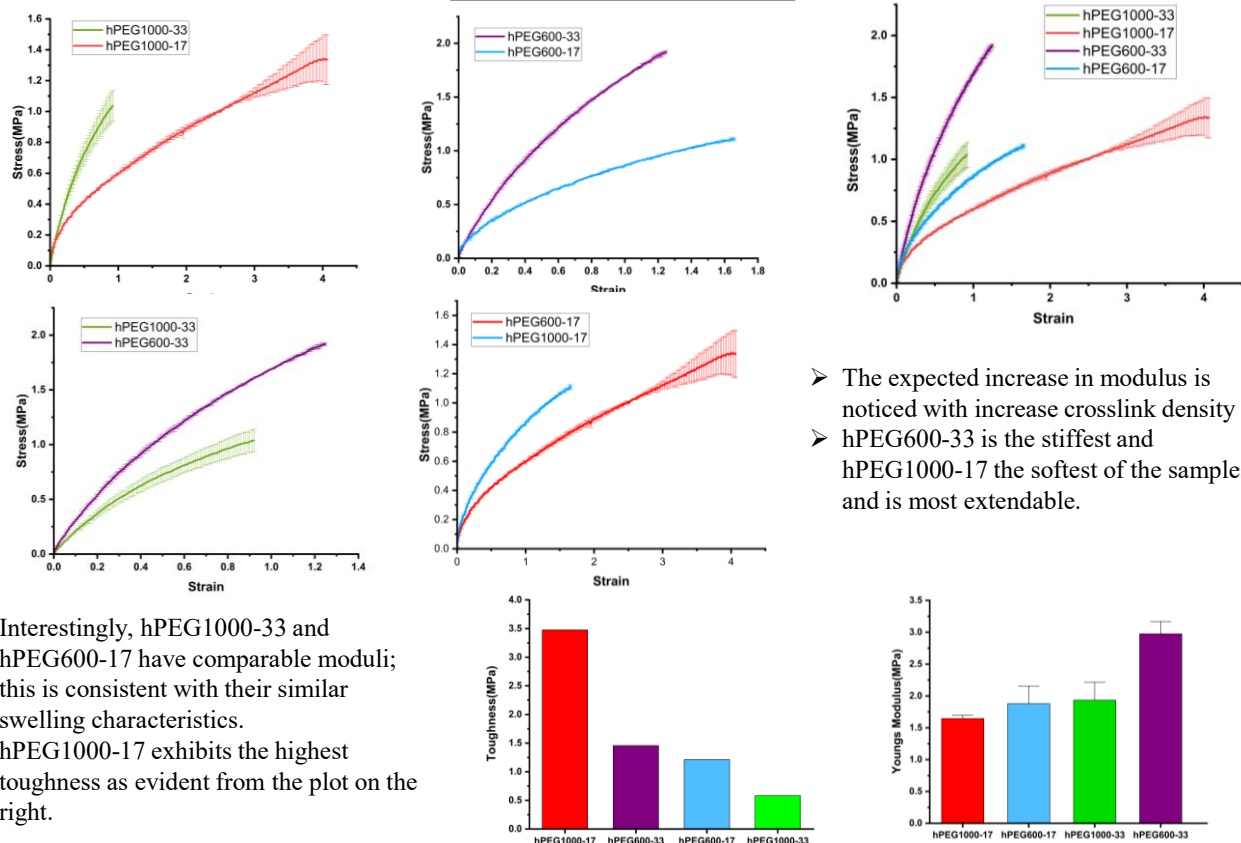 hPEG1000-33
hPEG1000-17
Stress(MPa)
1.6
1.4
1.2
1.0
0.8
0.6
0.4
0.2
0.0
0 1 2 3 4
hPEG600-33
hPEG600-17
Stress(MPa)
2.0
1.5
1.0
0.5
0.0
0.0 0.2 0.4 0.6 0.8 1.0 1.2 1.4 1.6 1.8
Strain
hPEG1000-33
hPEG1000-17
hPEG600-33
hPEG600-17
Stress(MPa)
2.0
1.5
1.0
0.5
0.0
0 1 2 3 4
Strain
hPEG1000-33
hPEG600-33
Stress(MPa)
2.0
1.5
1.0
0.5
0.0
0.0 0.2 0.4 0.6 0.8 1.0 1.2 1.4
Strain
hPEG600-17
hPEG1000-17
Stress(MPa)
1.6
1.4
1.2
1.0
0.8
0.6
0.4
0.2
0.0
0 1 2 3 4
Strain
➢ The expected increase in modulus is
noticed with increase crosslink density
➢ hPEG600-33 is the stiffest and
hPEG1000-17 the softest of the sample
and is most extendable.
Interestingly, hPEG1000-33 and
hPEG600-17 have comparable moduli;
this is consistent with their similar
swelling characteristics.
hPEG1000-17 exhibits the highest
toughness as evident from the plot on the
right.
Toughness(MPa)
4.0
3.5
3.0
2.5
2.0
1.5
1.0
0.5
0.0
hPEG1000-17 hPEG600-33 hPEG600-17 hPEG1000-33
Youngs Modulus(MPa)
3.5
3.0
2.5
2.0
1.5
1.0
0.5
0.0
hPEG1000-17 hPEG600-17 hPEG1000-33 hPEG600-33